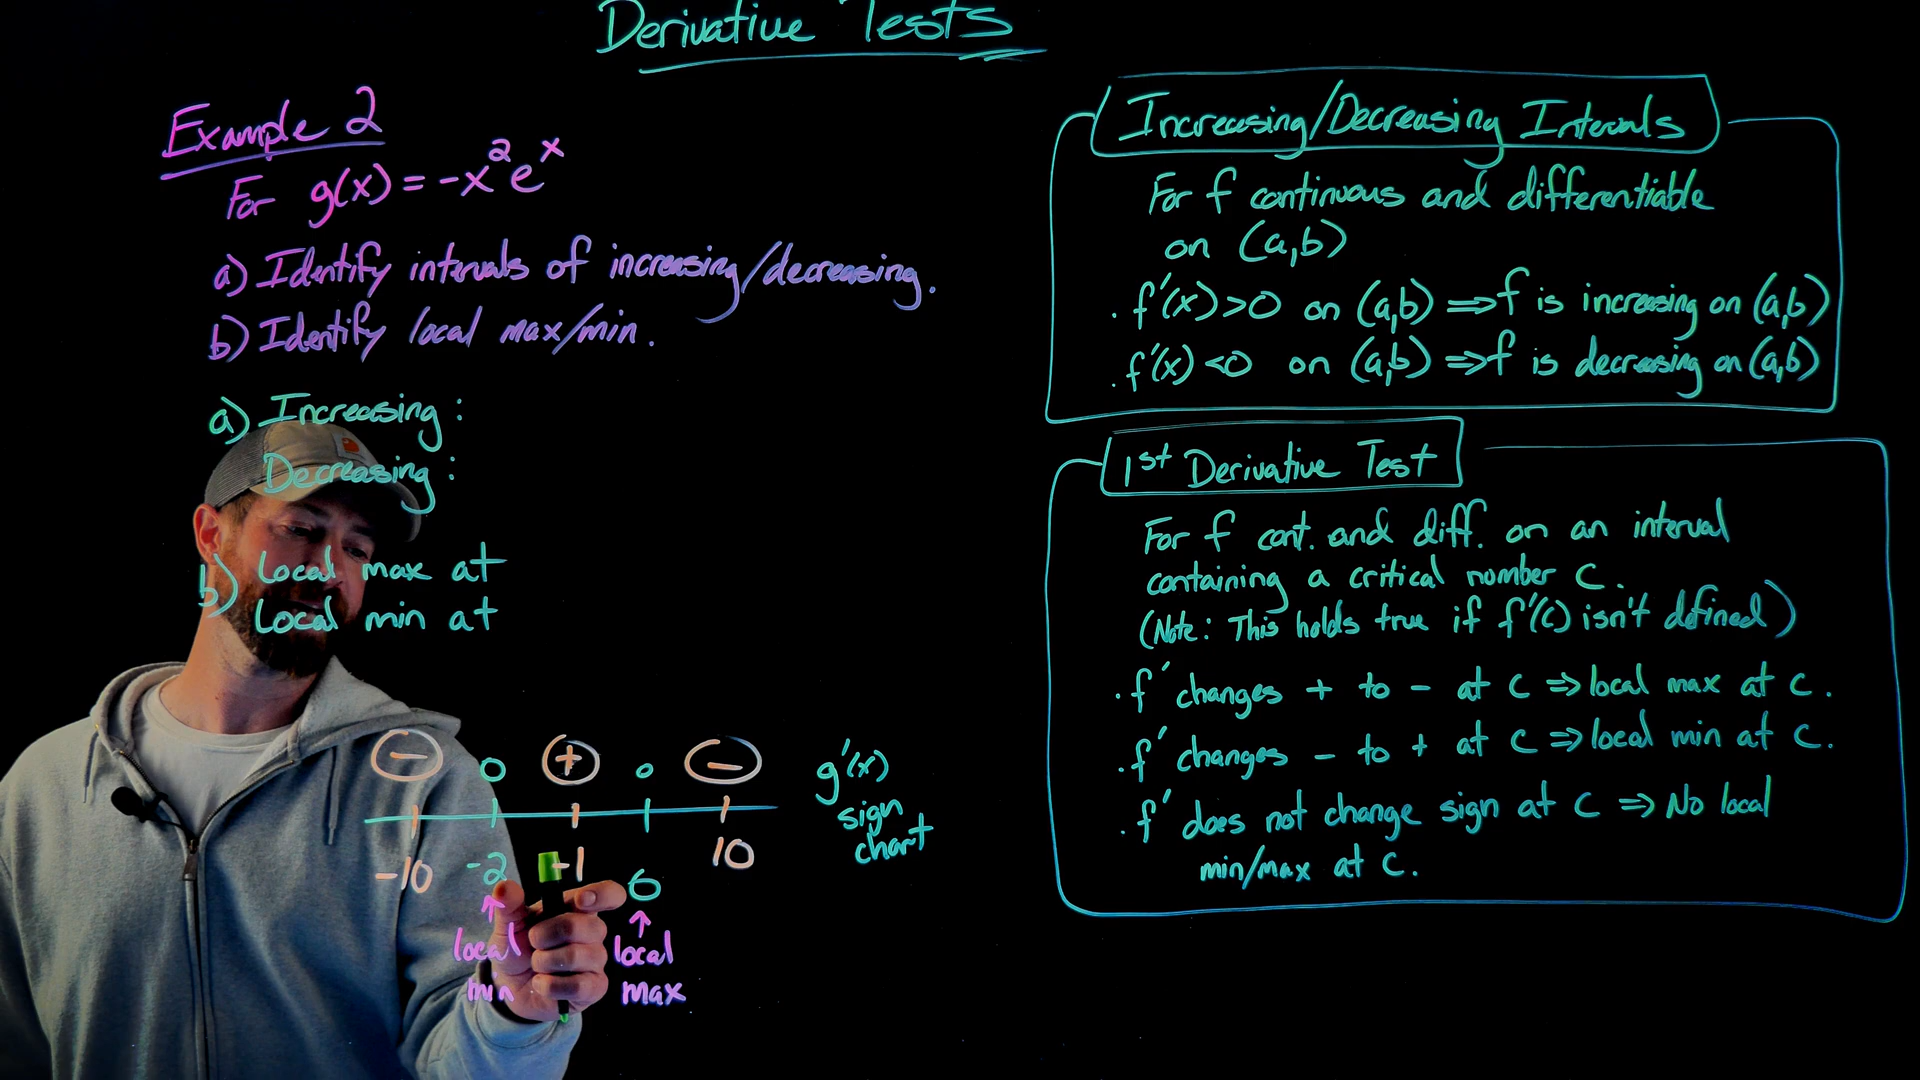 Derivative Tests
Example 2
For g(x) = -x²eˣ
a) Identify intervals of increasing/decreasing.
b) Identify local max/min.
a) Increasing:
Decreasing:
b) Local max at
Local min at
- 0 + 0 - g'(x)
sign
chart
-10 -2 -1 0 10
↑ ↑
local local
min max
Increasing/Decreasing Intervals
For f continuous and differentiable
on (a,b)
. f'(x)>0 on (a,b) ⇒ f is increasing on (a,b)
. f'(x)<0 on (a,b) ⇒ f is decreasing on (a,b)
1st Derivative Test
For f cont. and diff. on an interval
containing a critical number c.
(Note: This holds true if f'(c) isn't defined)
. f' changes + to - at c ⇒ local max at c.
. f' changes - to + at c ⇒ local min at c.
. f' does not change sign at c ⇒ No local
min/max at c.